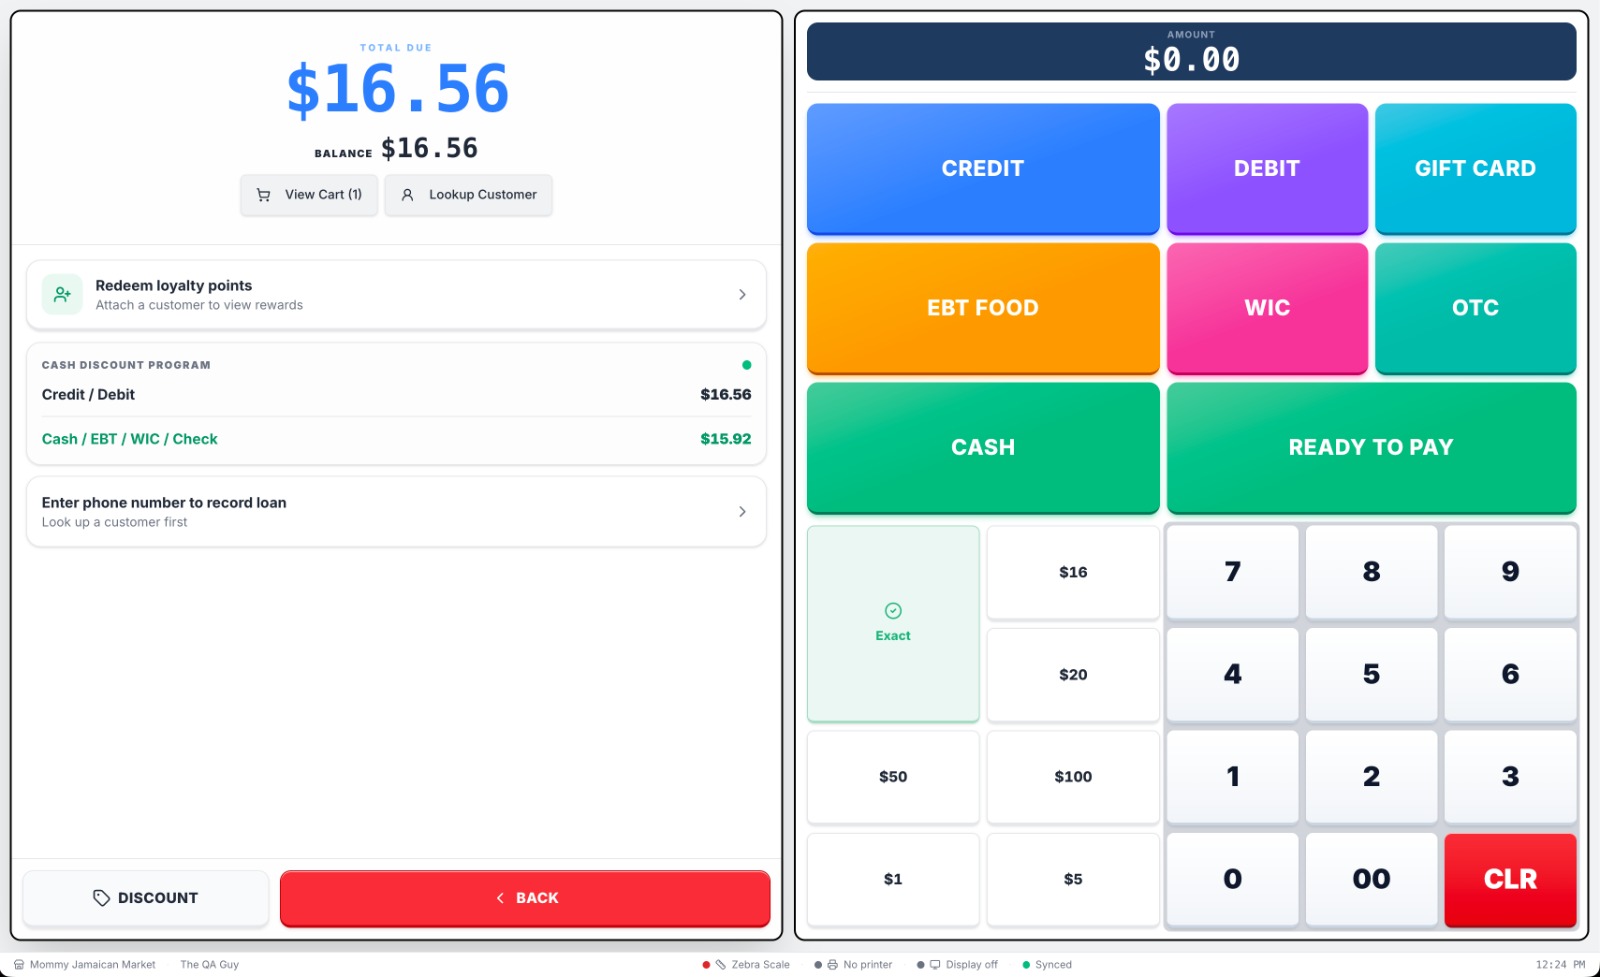 TOTAL DUE
$16.56
BALANCE $16.56
View Cart (1)
Lookup Customer
Redeem loyalty points
Attach a customer to view rewards
CASH DISCOUNT PROGRAM
Credit / Debit $16.56
Cash / EBT / WIC / Check $15.92
Enter phone number to record loan
Look up a customer first
DISCOUNT
BACK
AMOUNT
$0.00
CREDIT
DEBIT
GIFT CARD
EBT FOOD
WIC
OTC
CASH
READY TO PAY
Exact
$16
$20
$50
$100
$1
$5
7
8
9
4
5
6
1
2
3
0
00
CLR
Mommy Jamaican Market
The QA Guy
Zebra Scale
No printer
Display off
Synced
12:24 PM